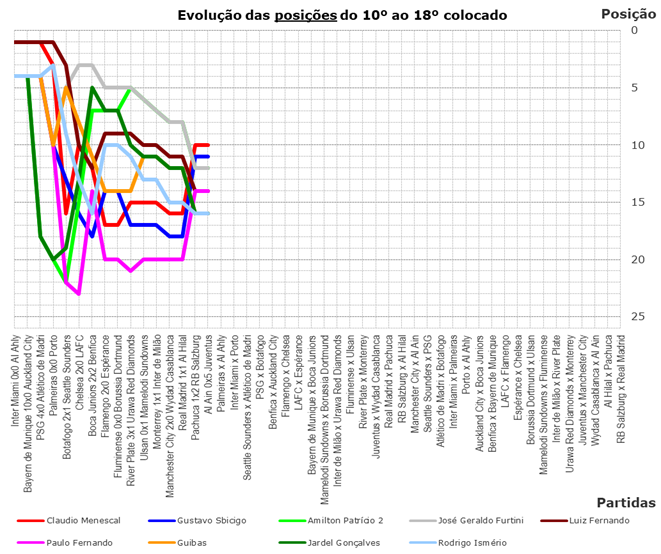 Evolução das posições do 10º ao 18º colocado
Posição
0
5
10
15
20
25
Inter Miami 0x0 Al Ahly
Bayern de Munique 10x0 Auckland City
PSG 4x0 Atlético de Madri
Palmeiras 0x0 Porto
Botafogo 2x1 Seattle Sounders
Chelsea 2x0 LAFC
Boca Juniors 2x2 Benfica
Flamengo 2x0 Espérance
Fluminense 0x0 Borussia Dortmund
River Plate 3x1 Urawa Red Diamonds
Ulsan 0x1 Mamelodi Sundowns
Monterrey 1x1 Inter de Milão
Manchester City 2x0 Wydad Casablanca
Real Madrid 1x1 Al Hilal
Pachuca 1x2 RB Salzburg
Al Ain 0x5 Juventus
Palmeiras x Al Ahly
Inter Miami x Porto
Seattle Sounders x Atlético de Madri
PSG x Botafogo
Benfica x Auckland City
Flamengo x Chelsea
LAFC x Espérance
Bayern de Munique x Boca Juniors
Mamelodi Sundowns x Borussia Dortmund
Inter de Milão x Urawa Red Diamonds
Fluminense x Ulsan
River Plate x Monterrey
Juventus x Wydad Casablanca
Real Madrid x Pachuca
RB Salzburg x Al Hilal
Manchester City x Al Ain
Seattle Sounders x PSG
Atlético de Madri x Botafogo
Inter Miami x Palmeiras
Porto x Al Ahly
Auckland City x Boca Juniors
Benfica x Bayern de Munique
LAFC x Flamengo
Espérance x Chelsea
Borussia Dortmund x Ulsan
Mamelodi Sundowns x Fluminense
Inter de Milão x River Plate
Urawa Red Diamonds x Monterrey
Juventus x Manchester City
Wydad Casablanca x Al Ain
Al Hilal x Pachuca
RB Salzburg x Real Madrid
Partidas
Claudio Menescal
Gustavo Sbicigo
Amilton Patrício 2
José Geraldo Furtini
Luiz Fernando
Paulo Fernando
Guibas
Jardel Gonçalves
Rodrigo Ismério